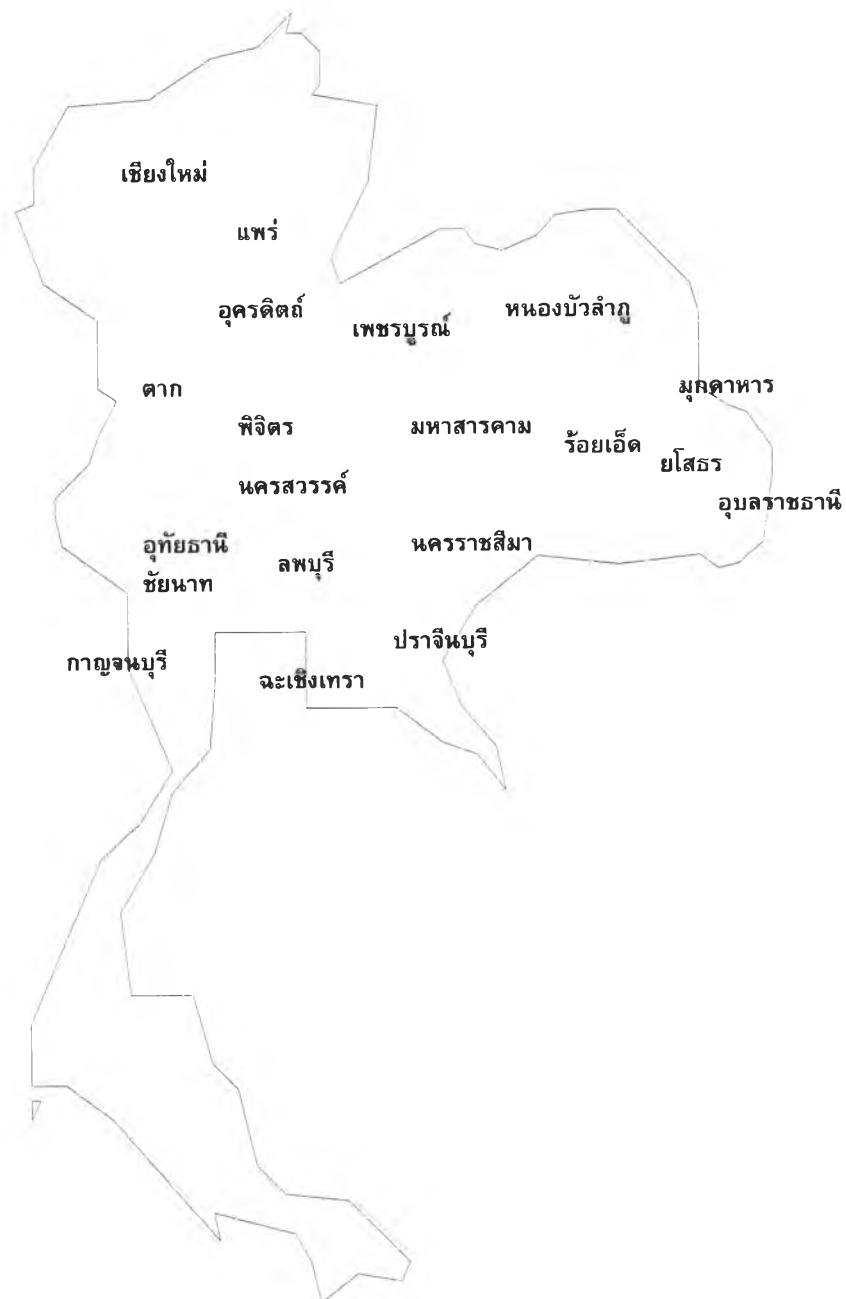 เชียงใหม่
แพร่
อุครดิตถ์
เพชรบูรณ์
หนองบัวลำภู
ตาก
มุกดาหาร
พิจิตร
มหาสารคาม
ร้อยเอ็ด
ยโสธร
นครสวรรค์
อุบลราชธานี
อุทัยธานี
ลพบุรี
นครราชสีมา
ชัยนาท
กาญจนบุรี
ปราจีนบุรี
ฉะเชิงเทรา